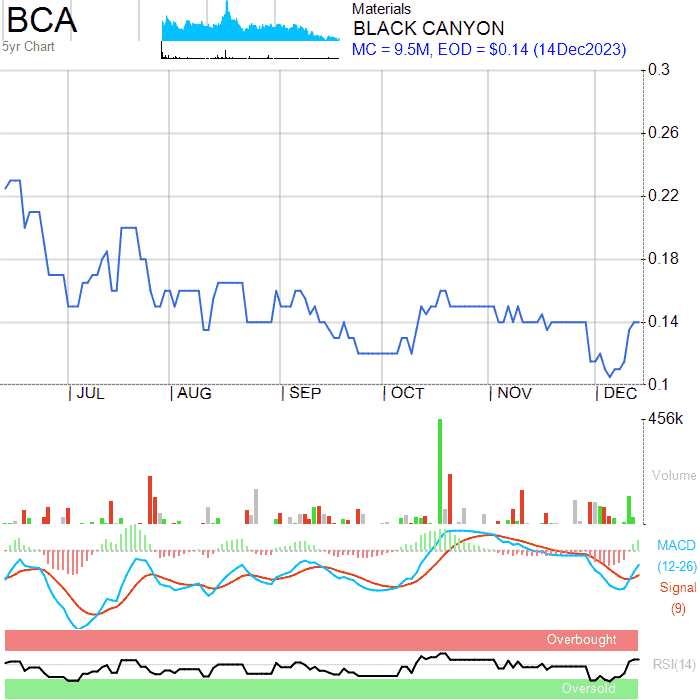 BCA
5yr Chart
Materials
BLACK CANYON
MC = 9.5M, EOD = $0.14 (14Dec2023)
0.3
0.26
0.22
0.18
0.14
0.1
JUL AUG SEP OCT NOV DEC
456k
Volume
MACD
(12-26)
Signal
(9)
Overbought
RSI(14)
Oversold